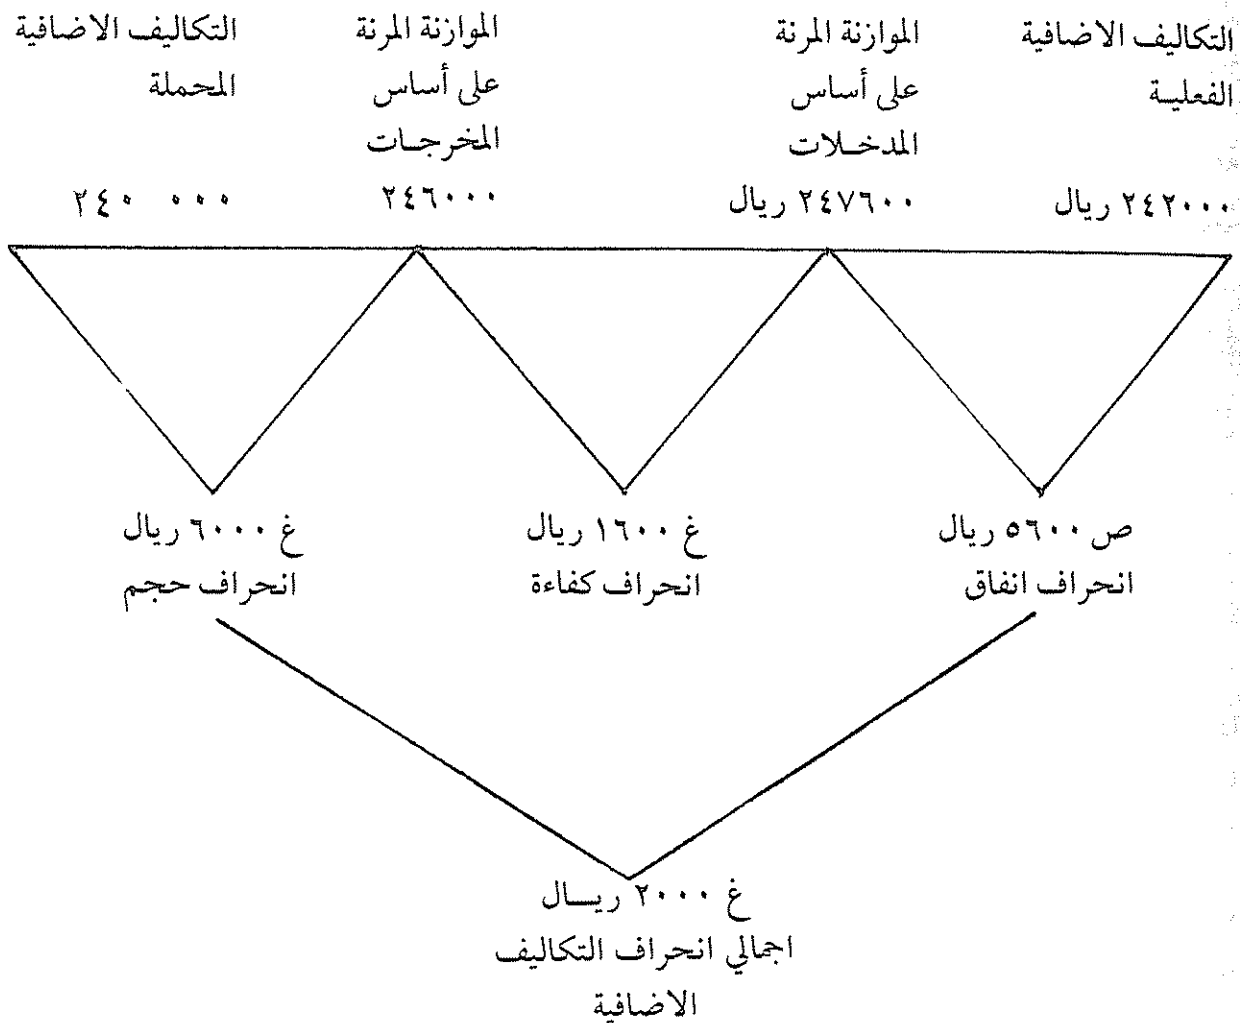 التكاليف الاضافية
الفعلية
٢٤٢٠٠٠ ريال
الموازنة المرنة
على أساس
المدخلات
٢٤٧٦٠٠ ريال
الموازنة المرنة
على أساس
المخرجات
٢٤٦٠٠٠
التكاليف الاضافية
المحملة
٢٤٠ ٠٠٠
ص ٥٦٠٠ ريال
انحراف انفاق
غ ١٦٠٠ ريال
انحراف كفاءة
غ ٦٠٠٠ ريال
انحراف حجم
غ ٢٠٠٠ ريال
اجمالي انحراف التكاليف
الاضافية